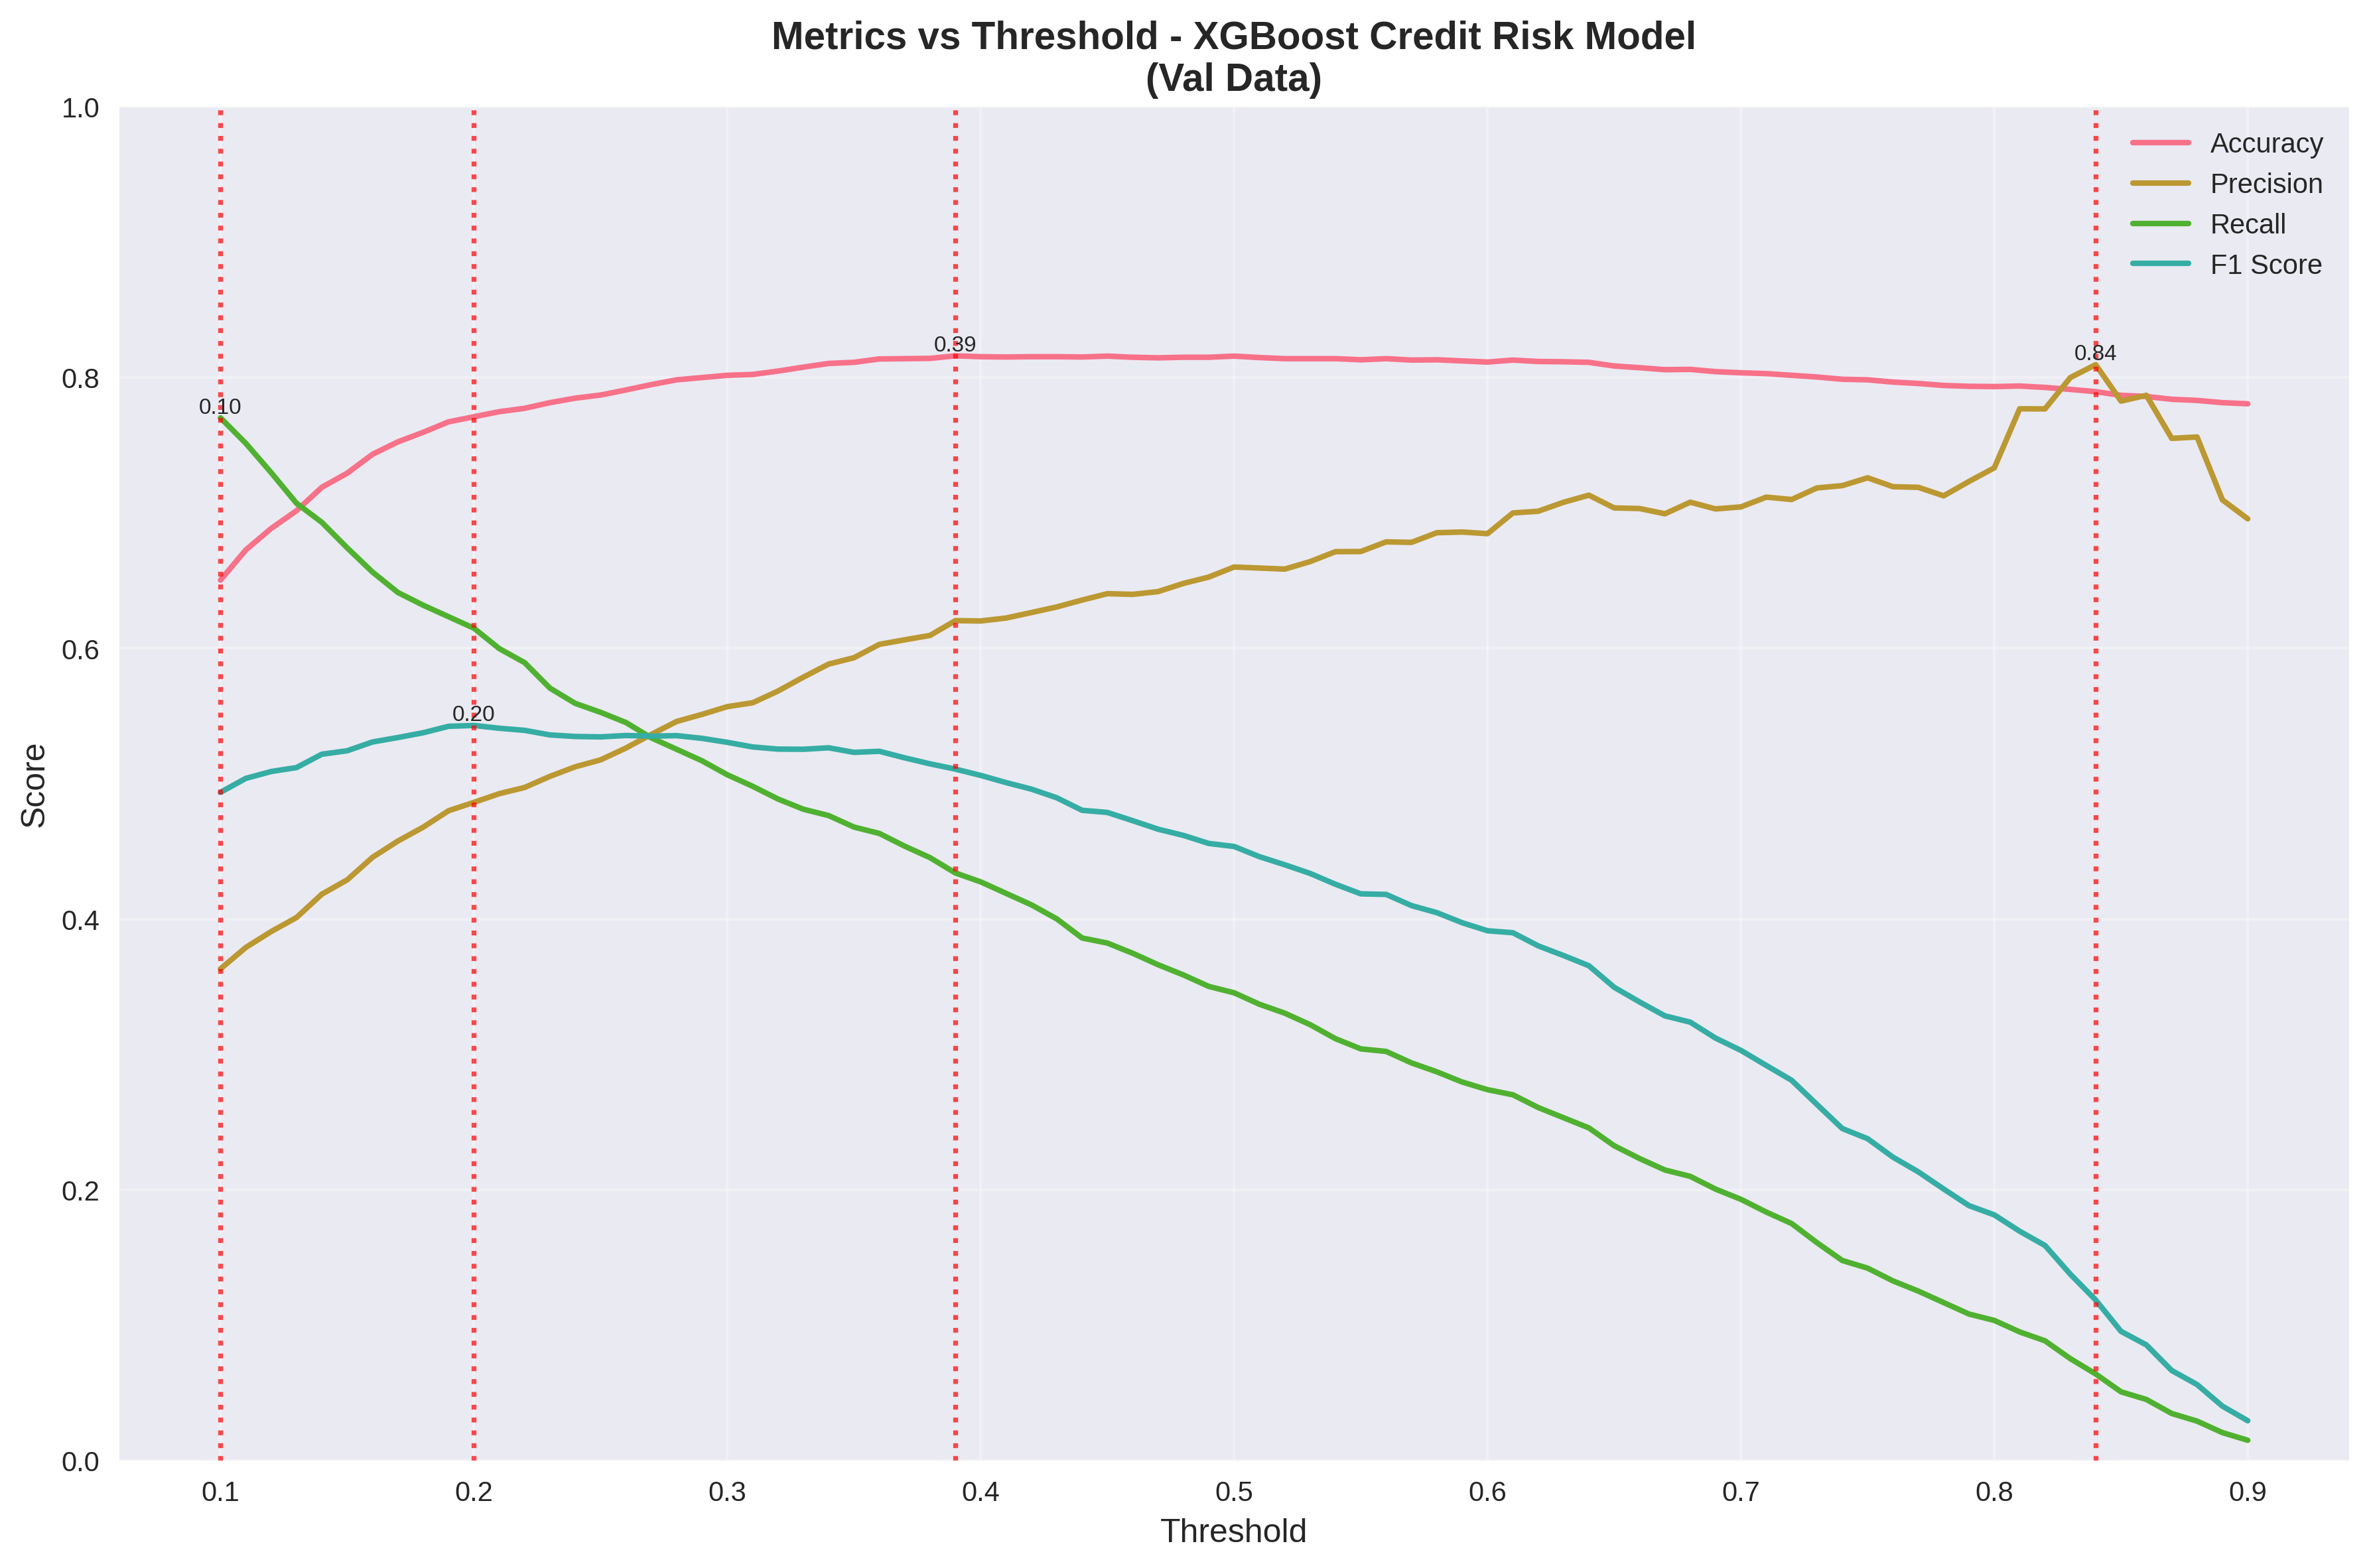 Metrics vs Threshold - XGBoost Credit Risk Model
(Val Data)
1.0
0.8
0.6
0.4
0.2
0.0
Score
Accuracy
Precision
Recall
F1 Score
0.39
0.84
0.10
0.20
0.1
0.2
0.3
0.4
0.5
0.6
0.7
0.8
0.9
Threshold